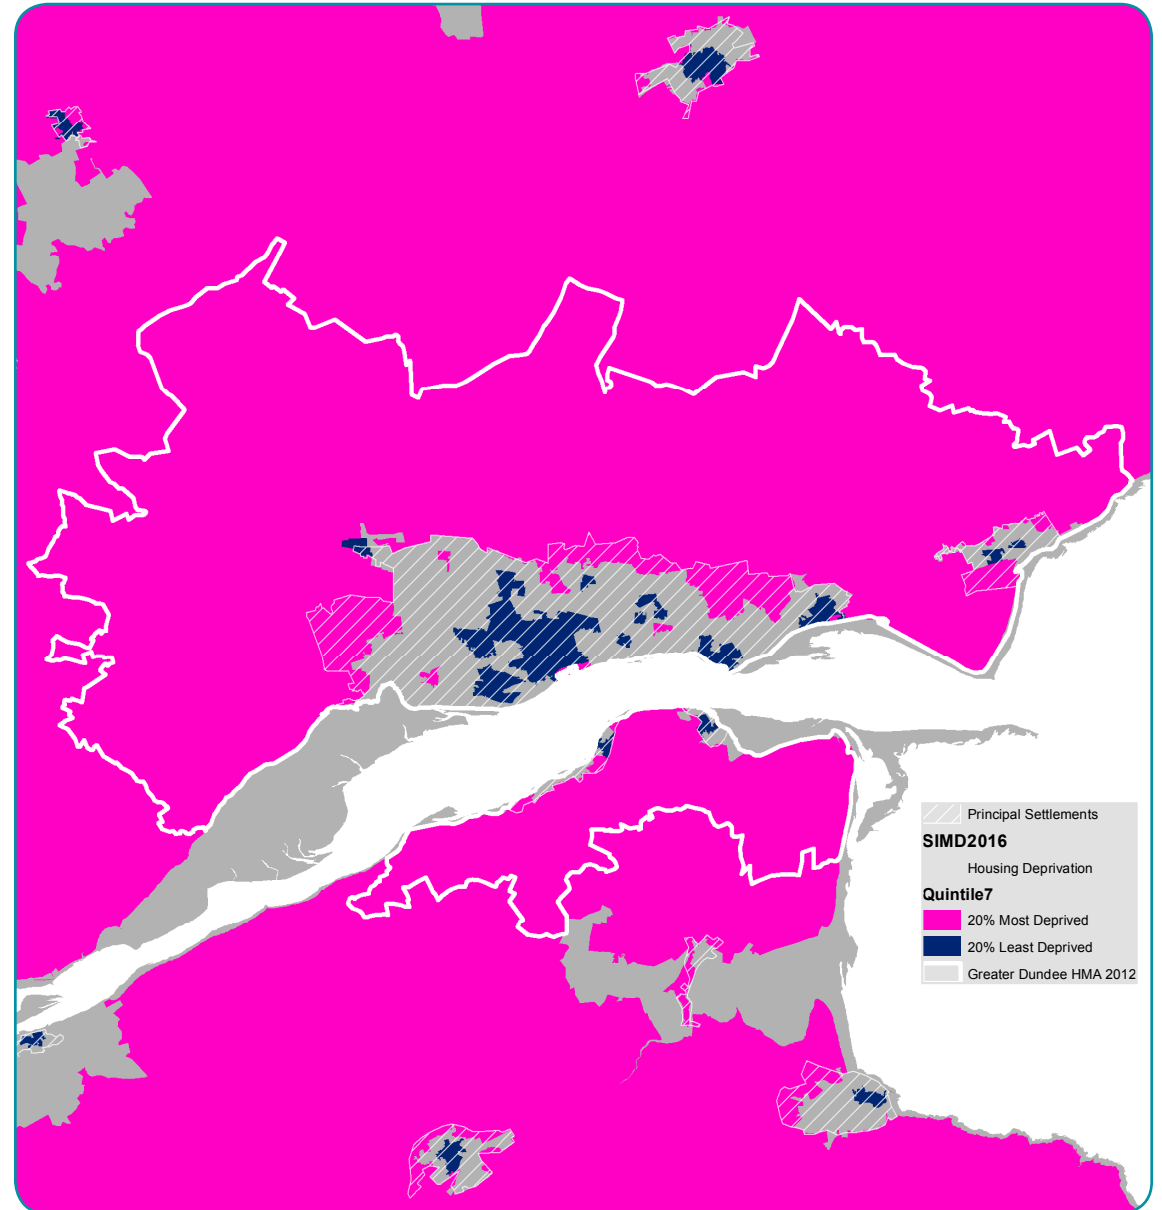 Principal Settlements
SIMD2016
Housing Deprivation
Quintile7
20% Most Deprived
20% Least Deprived
Greater Dundee HMA 2012